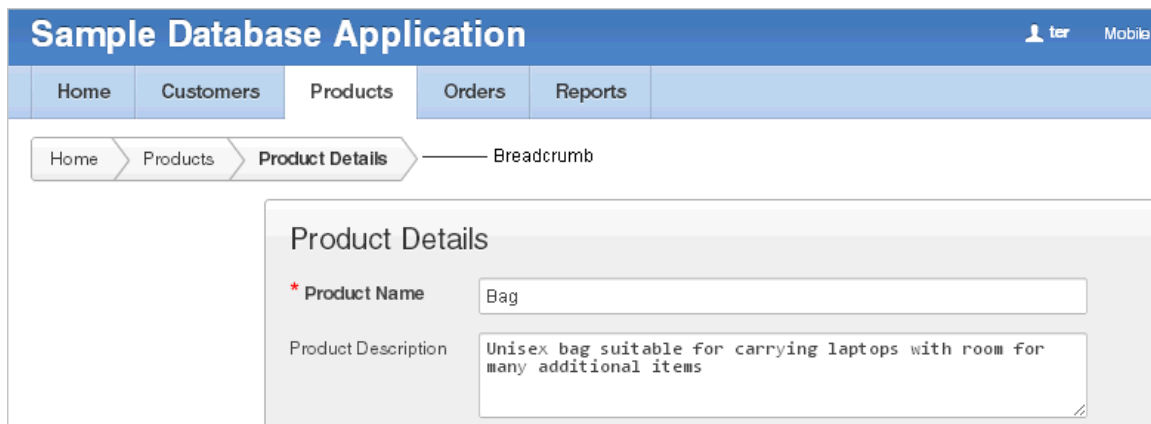 Sample Database Application
ter Mobile
Home Customers Products Orders Reports
Home Products Product Details Breadcrumb
Product Details
* Product Name Bag
Product Description Unisex bag suitable for carrying laptops with room for
many additional items